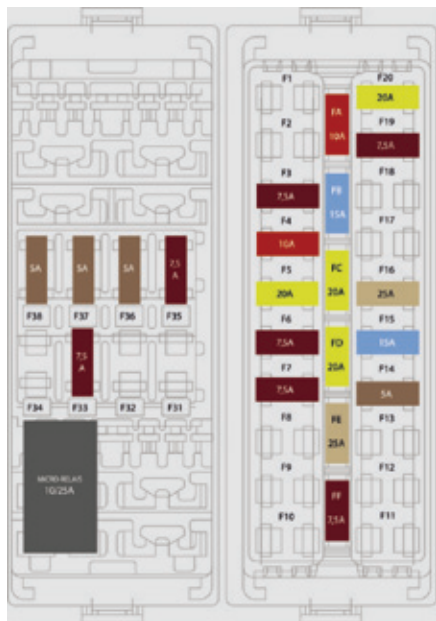 5A
5A
5A
7,5
A
F38
F37
F36
F35
7,5
A
F34
F33
F32
F31
MICRO-RELAIS
10/25A
F1
F2
F3
7,5A
F4
10A
F5
20A
F6
7,5A
F7
7,5A
F8
F9
F10
FA
10A
FB
15A
FC
20A
FD
20A
FE
25A
FF
7,5A
F20
20A
F19
7,5A
F18
F17
F16
25A
F15
15A
F14
5A
F13
F12
F11